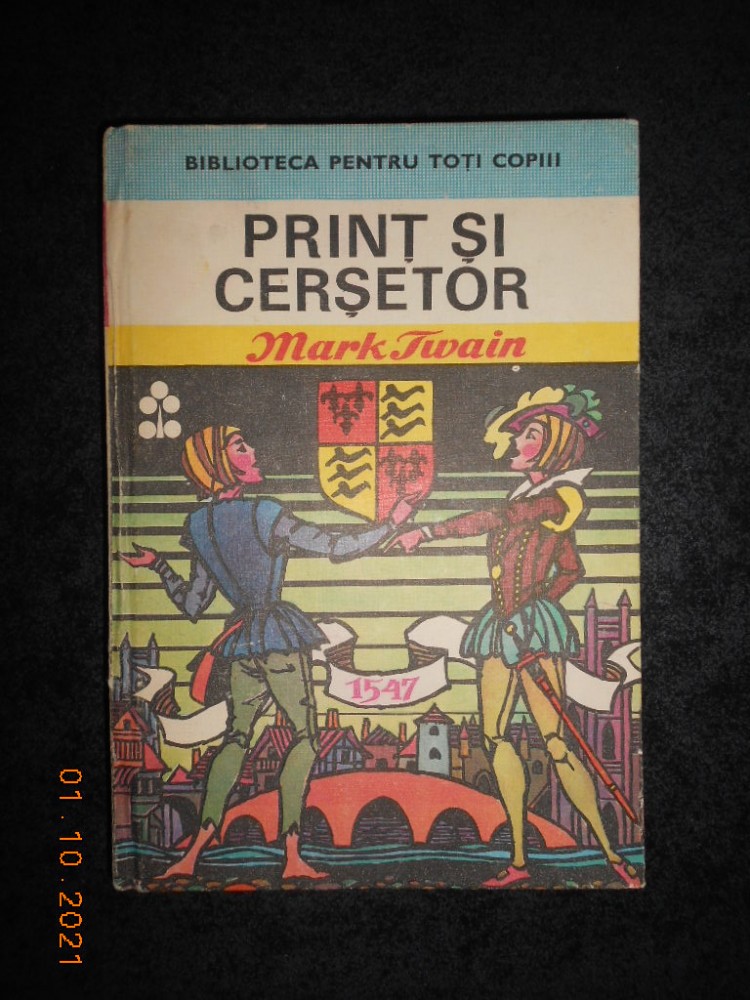 BIBLIOTECA PENTRU TOȚI COPIII
PRINȚ ȘI
CERȘETOR
Mark Twain
1547
01.10.2021